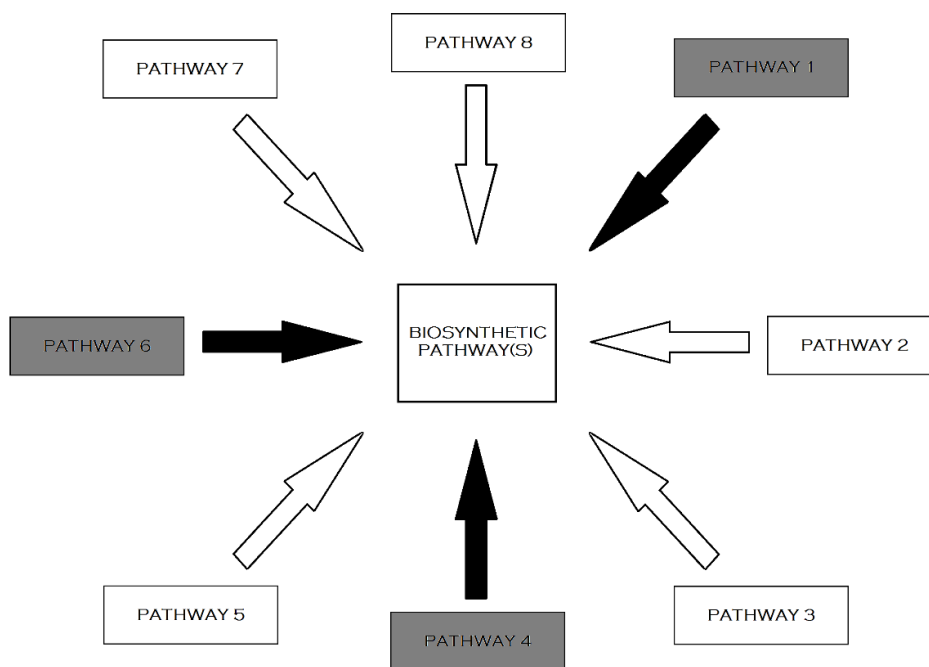 PATHWAY 8
PATHWAY 7
PATHWAY 1
BIOSYNTHETIC
PATHWAY(S)
PATHWAY 6
PATHWAY 2
PATHWAY 5
PATHWAY 3
PATHWAY 4